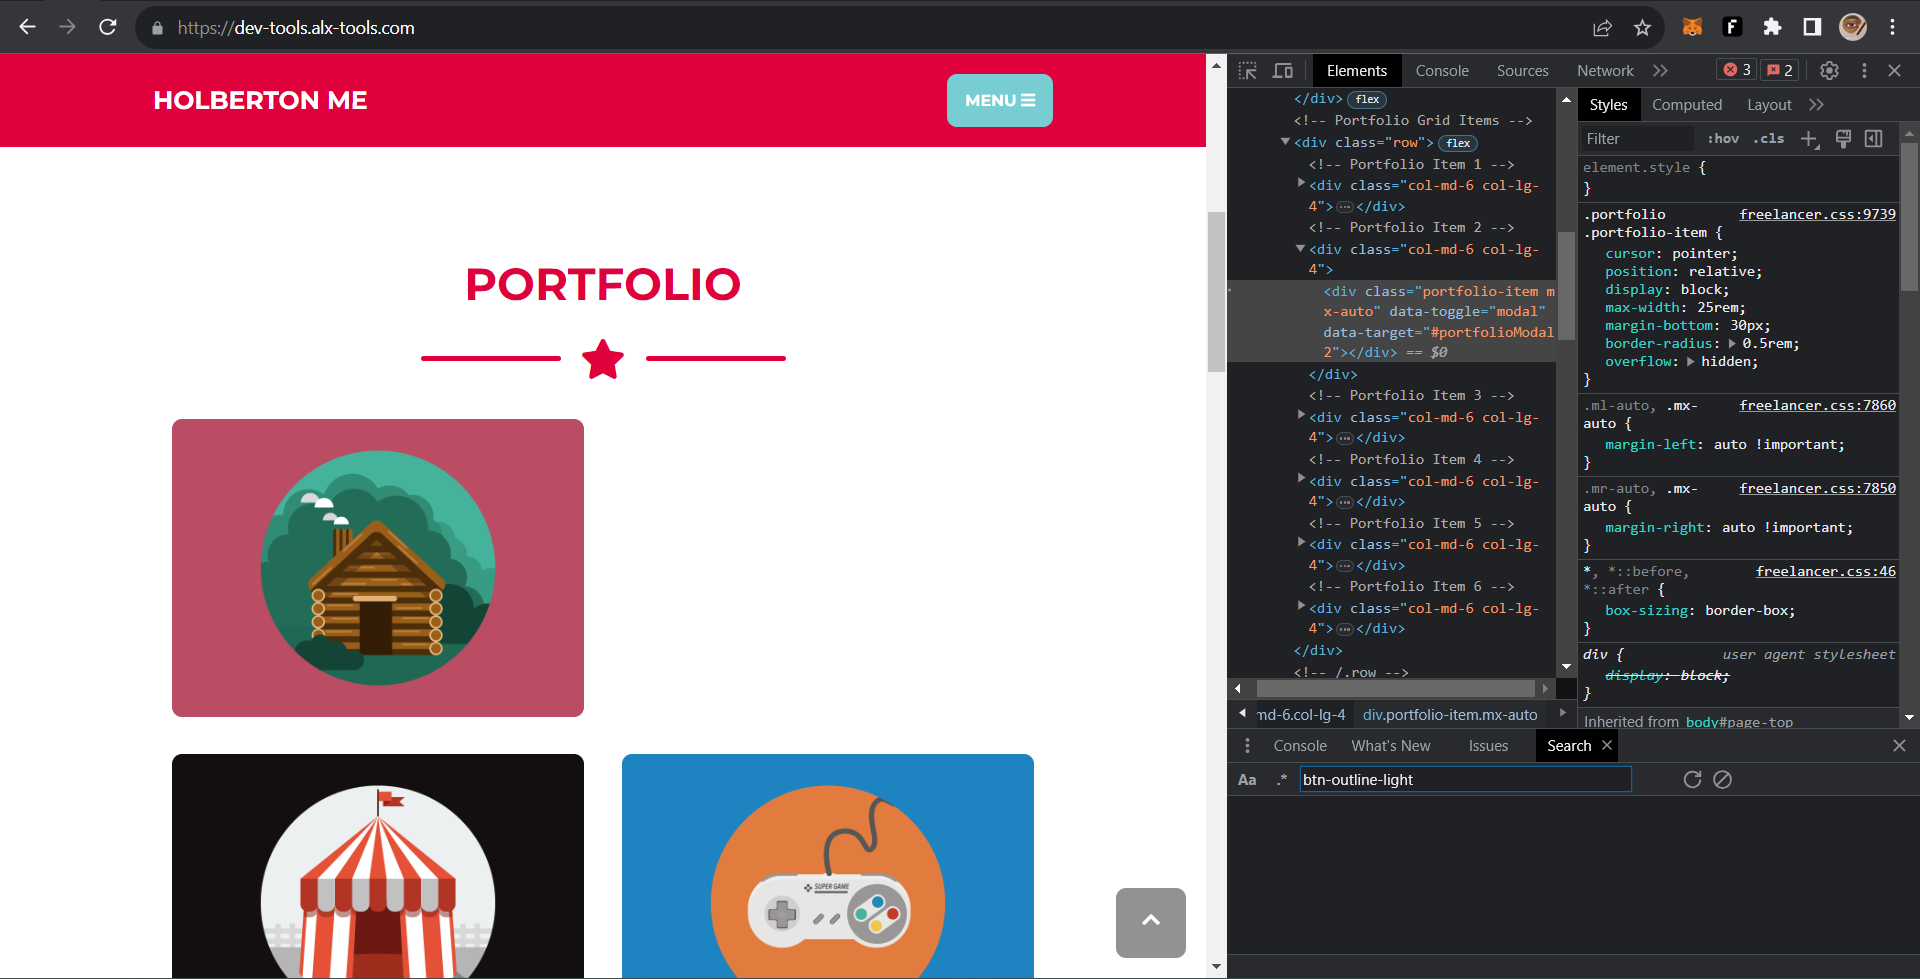 https://dev-tools.alx-tools.com
HOLBERTON ME
MENU
PORTFOLIO
SUPER GAME
Elements
Console
Sources
Network
3
2
</div> flex
<!-- Portfolio Grid Items -->
<div class="row"> flex
<!-- Portfolio Item 1 -->
<div class="col-md-6 col-lg-
4"> … </div>
<!-- Portfolio Item 2 -->
<div class="col-md-6 col-lg-
4">
<div class="portfolio-item m
x-auto" data-toggle="modal"
data-target="#portfolioModal
2"></div> == $0
</div>
<!-- Portfolio Item 3 -->
<div class="col-md-6 col-lg-
4"> … </div>
<!-- Portfolio Item 4 -->
<div class="col-md-6 col-lg-
4"> … </div>
<!-- Portfolio Item 5 -->
<div class="col-md-6 col-lg-
4"> … </div>
<!-- Portfolio Item 6 -->
<div class="col-md-6 col-lg-
4"> … </div>
</div>
<!-- /.row -->
md-6.col-lg-4 div.portfolio-item.mx-auto
Styles
Computed
Layout
Filter
:hov .cls
element.style {
}
.portfolio freelancer.css:9739
.portfolio-item {
cursor: pointer;
position: relative;
display: block;
max-width: 25rem;
margin-bottom: 30px;
border-radius: 0.5rem;
overflow: hidden;
}
.ml-auto, .mx- freelancer.css:7860
auto {
margin-left: auto !important;
}
.mr-auto, .mx- freelancer.css:7850
auto {
margin-right: auto !important;
}
*, *::before, freelancer.css:46
*::after {
box-sizing: border-box;
}
div { user agent stylesheet
display: block;
}
Inherited from body#page-top
Console
What's New
Issues
Search
Aa .* btn-outline-light